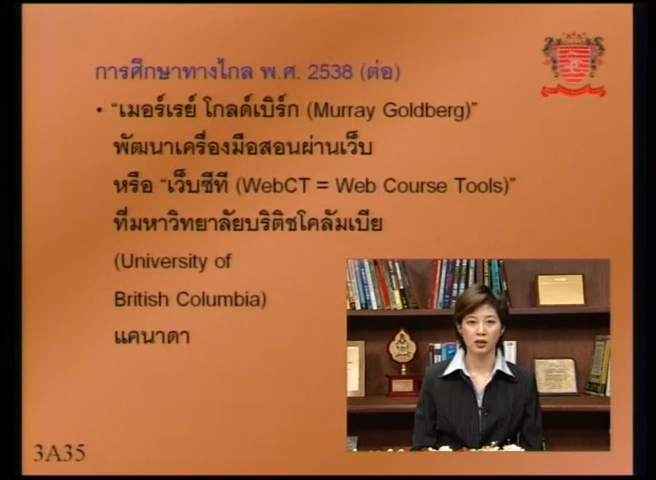 การศึกษาทางไกล พ.ศ. 2538 (ต่อ)
• “เมอร์เรย์ โกลด์เบิร์ก (Murray Goldberg)”
พัฒนาเครื่องมือสอนผ่านเว็บ
หรือ “เว็บซีที (WebCT = Web Course Tools)”
ที่มหาวิทยาลัยบริติชโคลัมเบีย
(University of
British Columbia)
แคนาดา
3A35